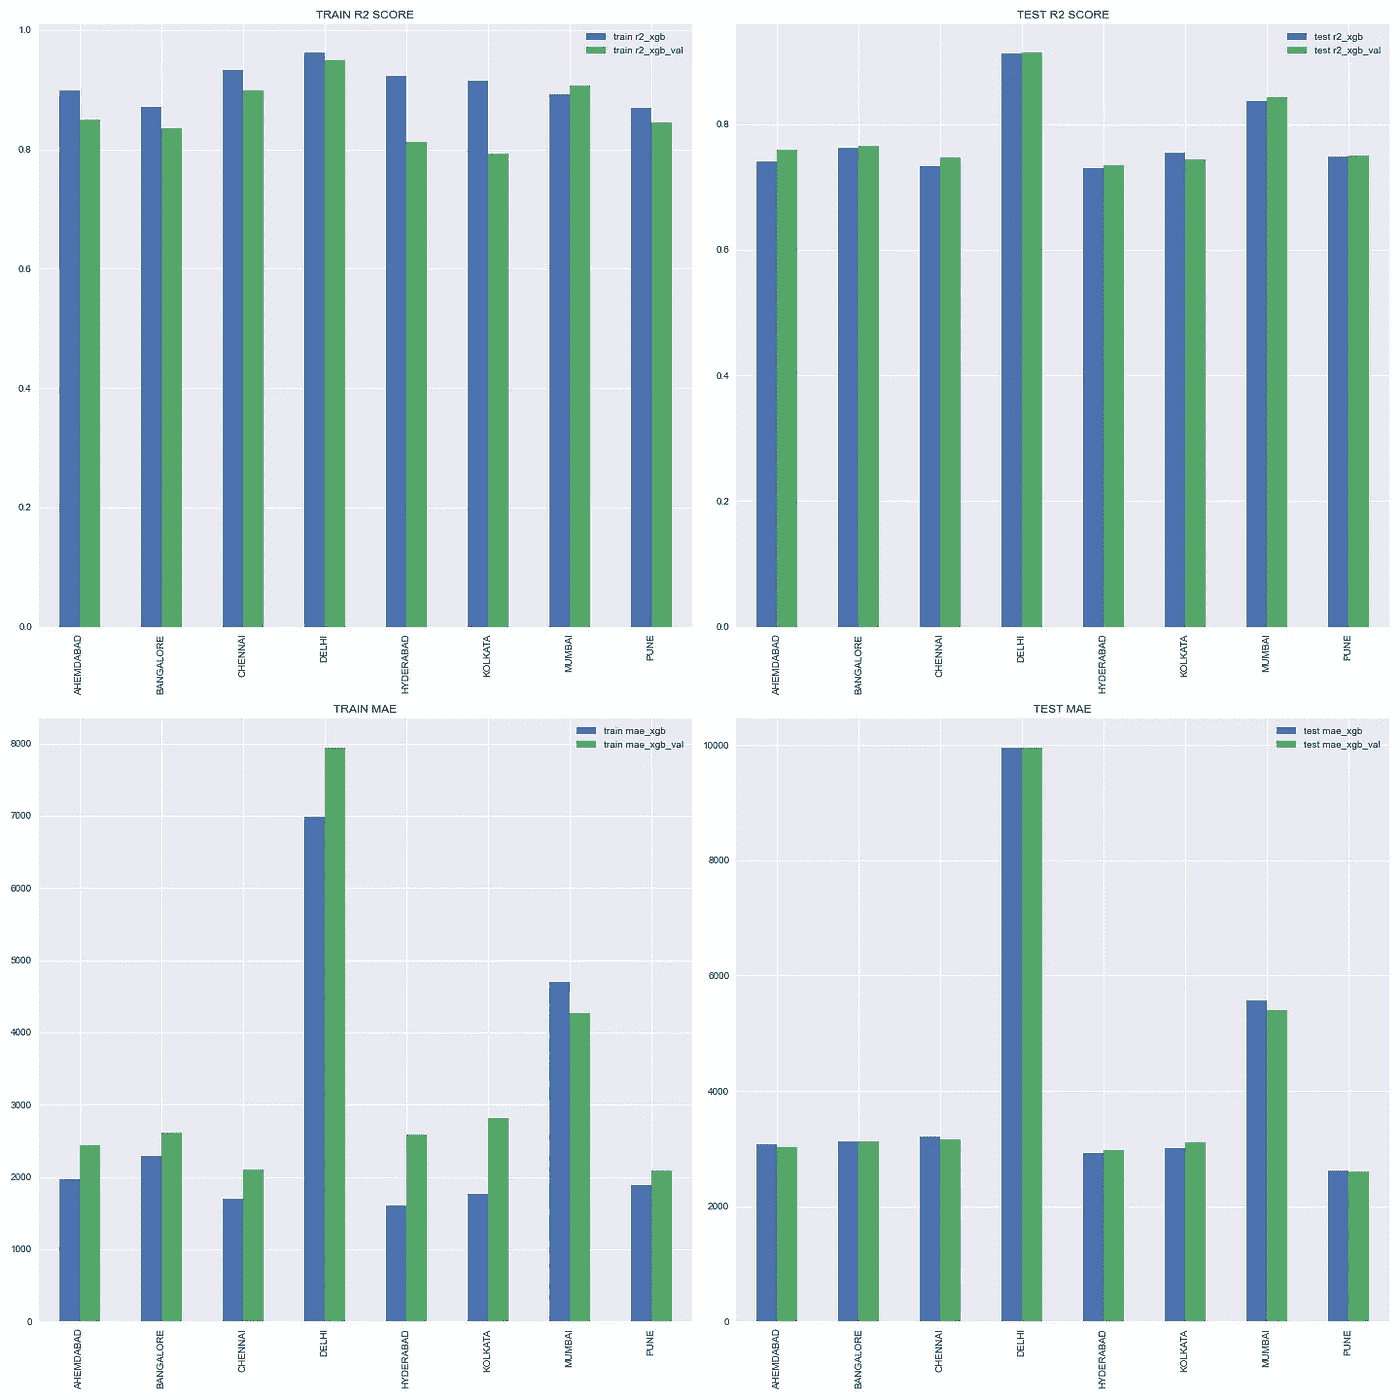 TRAIN R2 SCORE
train r2_xgb
train r2_xgb_val
1.0
0.8
0.6
0.4
0.2
0.0
AHEMDABAD
BANGALORE
CHENNAI
DELHI
HYDERABAD
KOLKATA
MUMBAI
PUNE
TEST R2 SCORE
test r2_xgb
test r2_xgb_val
0.8
0.6
0.4
0.2
0.0
AHEMDABAD
BANGALORE
CHENNAI
DELHI
HYDERABAD
KOLKATA
MUMBAI
PUNE
TRAIN MAE
train mae_xgb
train mae_xgb_val
8000
7000
6000
5000
4000
3000
2000
1000
0
AHEMDABAD
BANGALORE
CHENNAI
DELHI
HYDERABAD
KOLKATA
MUMBAI
PUNE
TEST MAE
test mae_xgb
test mae_xgb_val
10000
8000
6000
4000
2000
0
AHEMDABAD
BANGALORE
CHENNAI
DELHI
HYDERABAD
KOLKATA
MUMBAI
PUNE